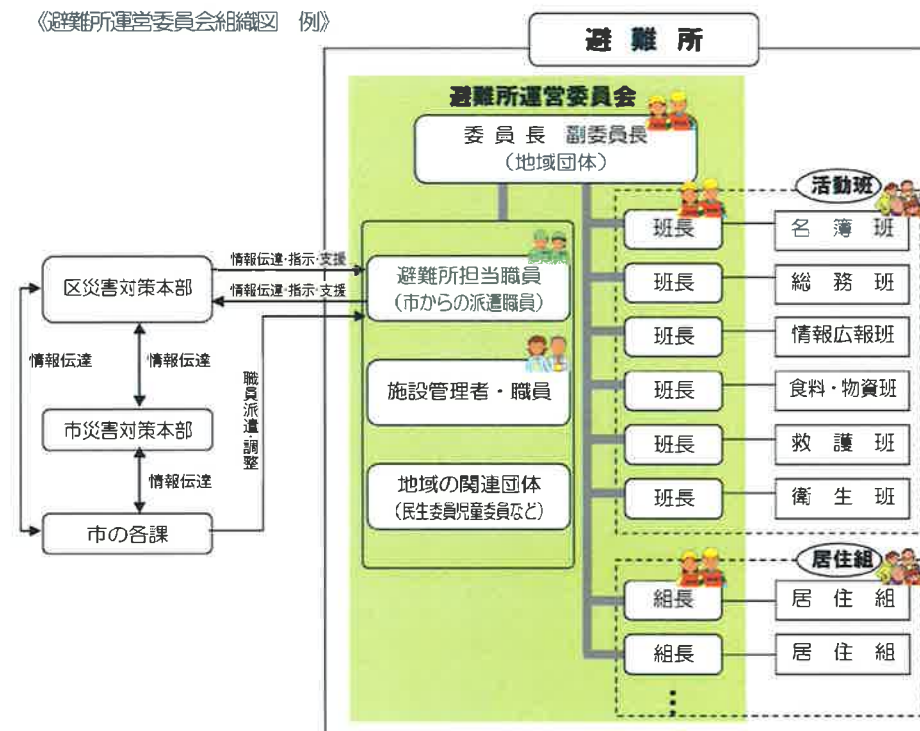 《避難所運営委員会組織図　例》
避難所
避難所運営委員会
委員長　副委員長
（地域団体）
活動班
班長
名簿班
班長
総務班
班長
情報広報班
班長
食料・物資班
班長
救護班
班長
衛生班
居住組
組長
居住組
組長
居住組
避難所担当職員
（市からの派遣職員）
施設管理者・職員
地域の関連団体
（民生委員児童委員など）
情報伝達・指示・支援
情報伝達・指示・支援
区災害対策本部
情報伝達
情報伝達
職員派遣・調整
市災害対策本部
情報伝達
市の各課